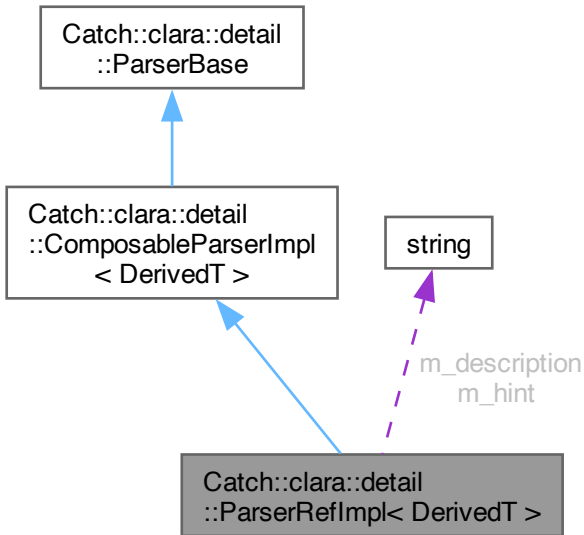 Catch::clara::detail
::ParserBase
Catch::clara::detail
::ComposableParserImpl
< DerivedT >
string
m_description
m_hint
Catch::clara::detail
::ParserRefImpl< DerivedT >